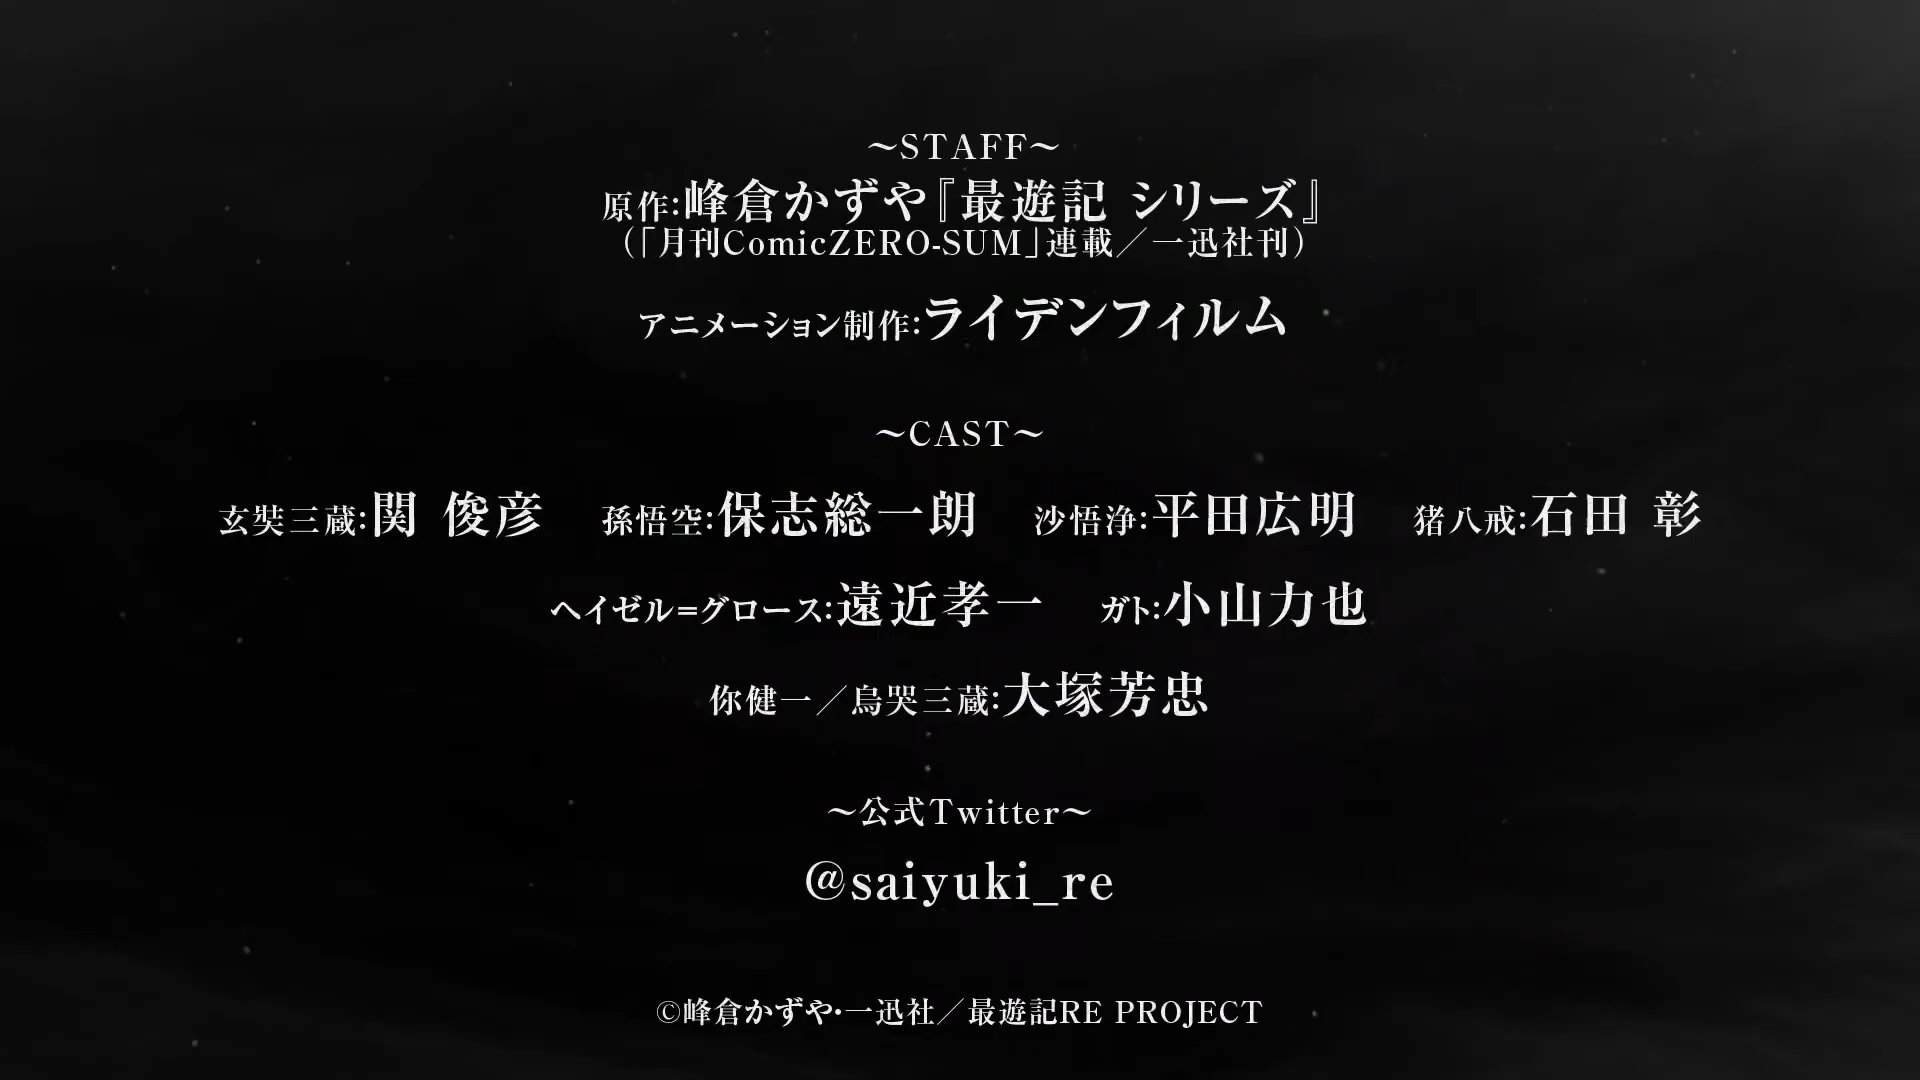 ～STAFF～
原作:峰倉かずや『最遊記 シリーズ』
(「月刊ComicZERO-SUM」連載／一迅社刊)
アニメーション制作:ライデンフィルム
～CAST～
玄奘三蔵:関 俊彦 孫悟空:保志総一朗 沙悟浄:平田広明 猪八戒:石田 彰
ヘイゼル=グロース:遠近孝一 ガト:小山力也
你健一／烏哭三蔵:大塚芳忠
～公式Twitter～
@saiyuki_re
©峰倉かずや・一迅社／最遊記RE PROJECT